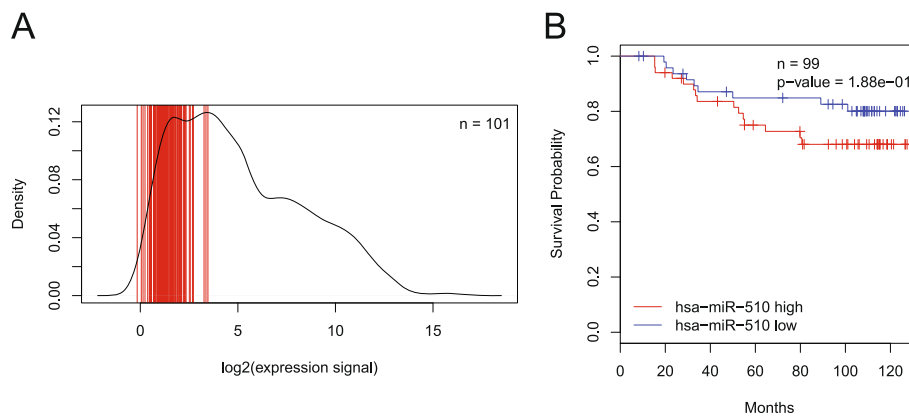 A
n = 101
Density
0.00
0.04
0.08
0.12
0
5
10
15
log2(expression signal)
B
n = 99
p−value = 1.88e−01
Survival Probability
0.0
0.2
0.4
0.6
0.8
1.0
hsa−miR−510 high
hsa−miR−510 low
0
20
40
60
80
100
120
Months